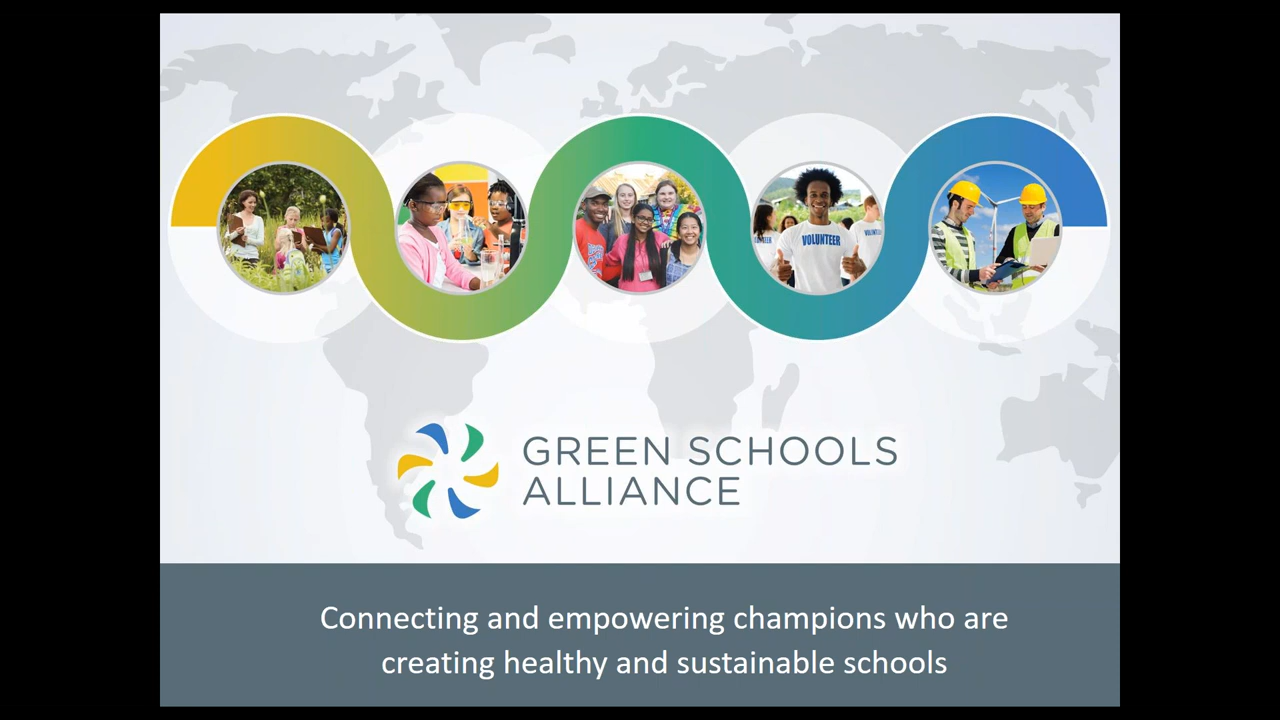 VOLUNTEER
GREEN SCHOOLS
ALLIANCE
Connecting and empowering champions who are
creating healthy and sustainable schools